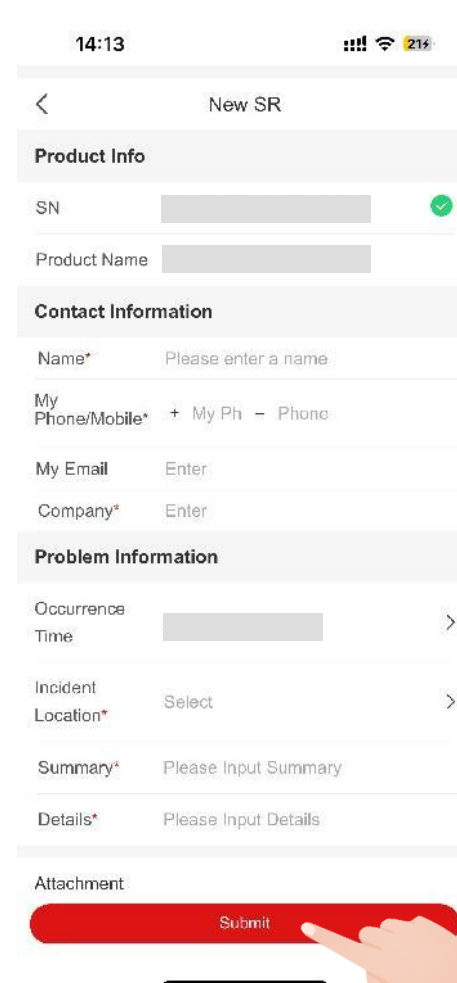 14:13
21
New SR
Product Info
SN
Product Name
Contact Information
Name* Please enter a name
My
Phone/Mobile* + My Ph – Phone
My Email Enter
Company* Enter
Problem Information
Occurrence
Time
Incident
Location* Select
Summary* Please Input Summary
Details* Please Input Details
Attachment
Submit